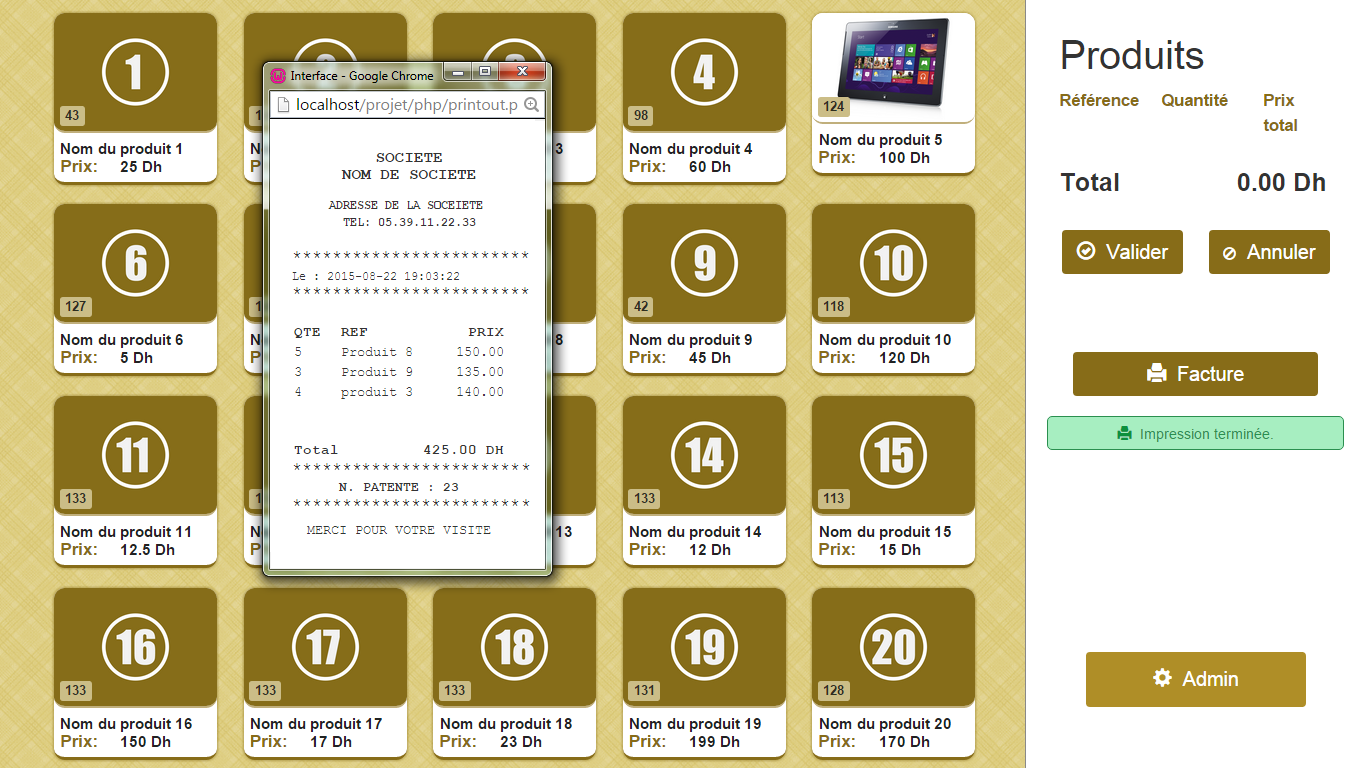 1
43
Nom du produit 1
Prix: 25 Dh
4
98
Nom du produit 4
Prix: 60 Dh
124
Nom du produit 5
Prix: 100 Dh
6
127
Nom du produit 6
Prix: 5 Dh
9
42
Nom du produit 9
Prix: 45 Dh
10
118
Nom du produit 10
Prix: 120 Dh
11
133
Nom du produit 11
Prix: 12.5 Dh
14
133
Nom du produit 14
Prix: 12 Dh
15
113
Nom du produit 15
Prix: 15 Dh
16
133
Nom du produit 16
Prix: 150 Dh
17
133
Nom du produit 17
Prix: 17 Dh
18
133
Nom du produit 18
Prix: 23 Dh
19
131
Nom du produit 19
Prix: 199 Dh
20
128
Nom du produit 20
Prix: 170 Dh
3
8
13
Interface - Google Chrome
localhost/projet/php/printout.p
SOCIETE
NOM DE SOCIETE
ADRESSE DE LA SOCEIETE
TEL: 05.39.11.22.33
************************
Le : 2015-08-22 19:03:22
************************
QTE REF PRIX
5 Produit 8 150.00
3 Produit 9 135.00
4 produit 3 140.00
Total 425.00 DH
************************
N. PATENTE : 23
************************
MERCI POUR VOTRE VISITE
Produits
Référence Quantité Prix total
Total 0.00 Dh
Valider Annuler
Facture
Impression terminée.
Admin